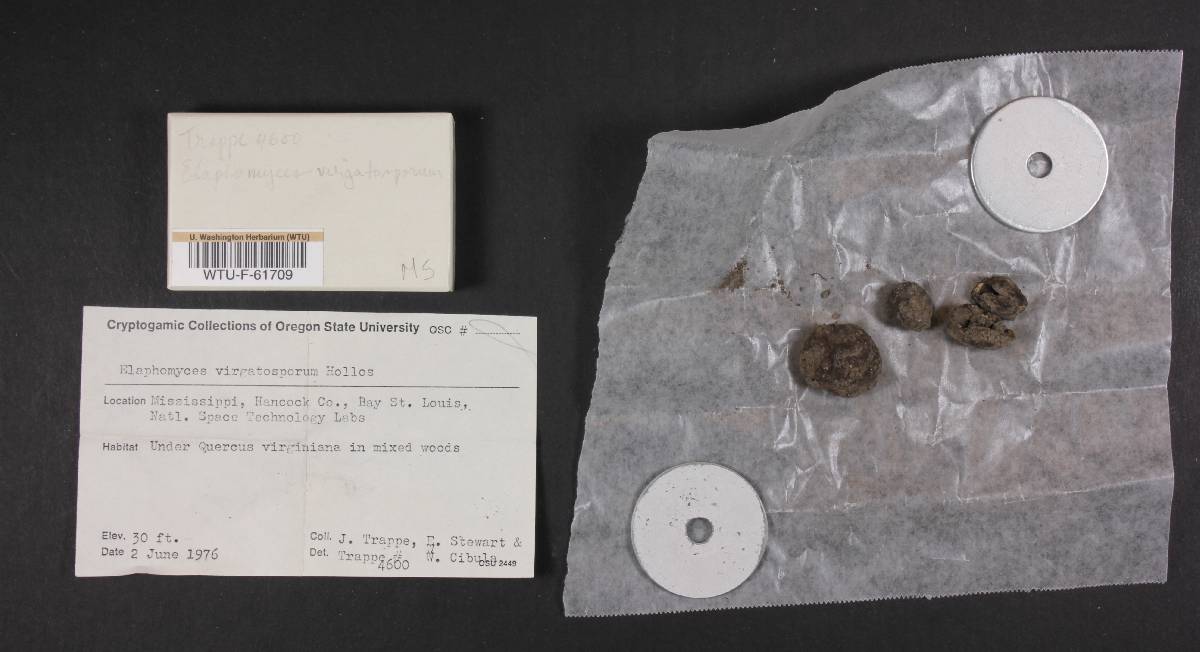 Trappe 4600
Elaphomyces virigatosporum
U. Washington Herbarium (WTU)
WTU-F-61709
MS
Cryptogamic Collections of Oregon State University OSC #
Elaphomyces virgatosporum Hollos
Location Mississippi, Hancock Co., Bay St. Louis,
Natl. Space Technology Labs
Habitat Under Quercus virginiana in mixed woods
Elev. 30 ft.
Date 2 June 1976
Coll. J. Trappe, E. Stewart &
Det. Trappe # W. Cibula
4600
OSU 2449